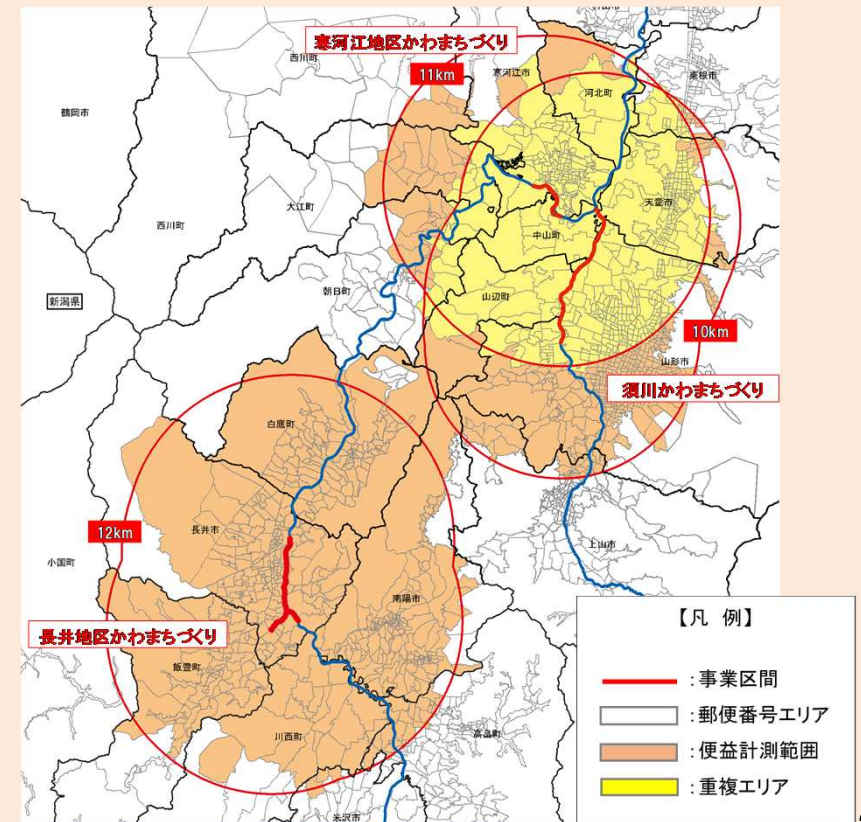 村山市
寒河江地区かわまちづくり
西川町
11km
寒河江市
東根市
河北町
鶴岡市
天童市
大江町
西川町
中山町
朝日町
山辺町
新潟県
10km
山形市
須川かわまちづくり
白鷹町
12km
長井市
上山市
小国町
南陽市
長井地区かわまちづくり
飯豊町
川西町
高畠町
米沢市
【凡 例】
:事業区間
:郵便番号エリア
:便益計測範囲
:重複エリア